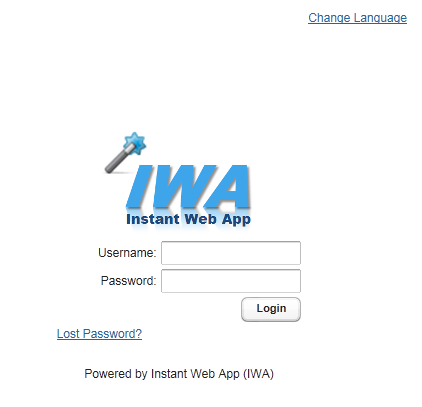 Change Language
IWA
Instant Web App
Username:
Password:
Login
Lost Password?
Powered by Instant Web App (IWA)